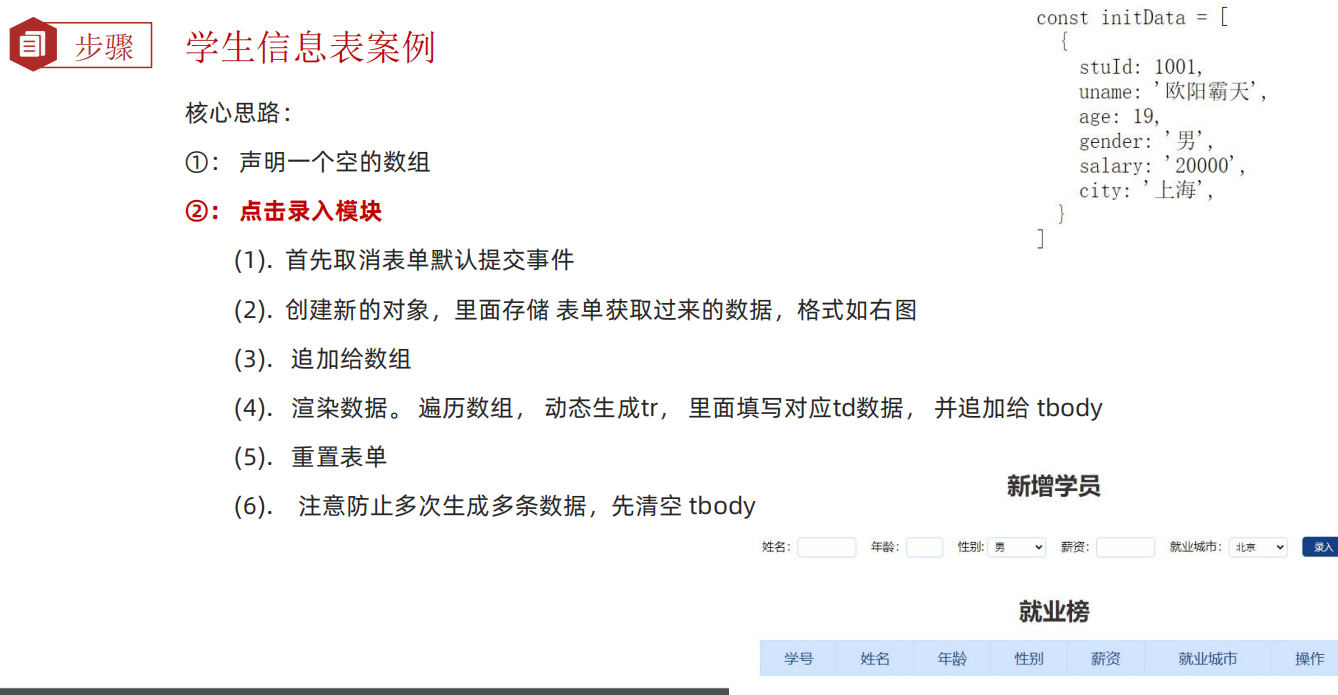 步骤
学生信息表案例
核心思路：
①： 声明一个空的数组
②： 点击录入模块
(1). 首先取消表单默认提交事件
(2). 创建新的对象，里面存储 表单获取过来的数据，格式如右图
(3). 追加给数组
(4). 渲染数据。 遍历数组， 动态生成tr， 里面填写对应td数据， 并追加给 tbody
(5). 重置表单
(6). 注意防止多次生成多条数据，先清空 tbody
const initData = [
{
stuId: 1001,
uname: '欧阳霸天',
age: 19,
gender: '男',
salary: '20000',
city: '上海',
}
]
新增学员
姓名： 年龄： 性别: 男 薪资： 就业城市： 北京 录入
就业榜
学号 姓名 年龄 性别 薪资 就业城市 操作